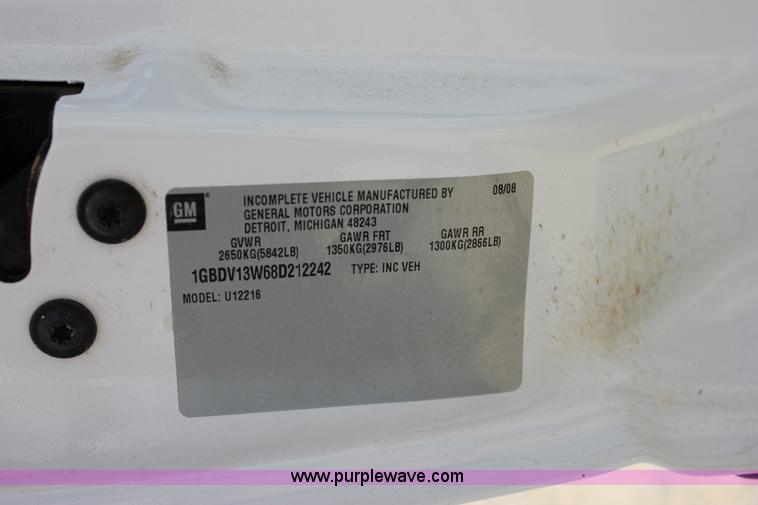 GM
INCOMPLETE VEHICLE MANUFACTURED BY 08/08
GENERAL MOTORS CORPORATION
DETROIT, MICHIGAN 48243
GVWR GAWR FRT GAWR RR
2650KG(5842LB) 1350KG(2976LB) 1300KG(2866LB)
1GBDV13W68D212242 TYPE: INC VEH
MODEL: U12216
www.purplewave.com